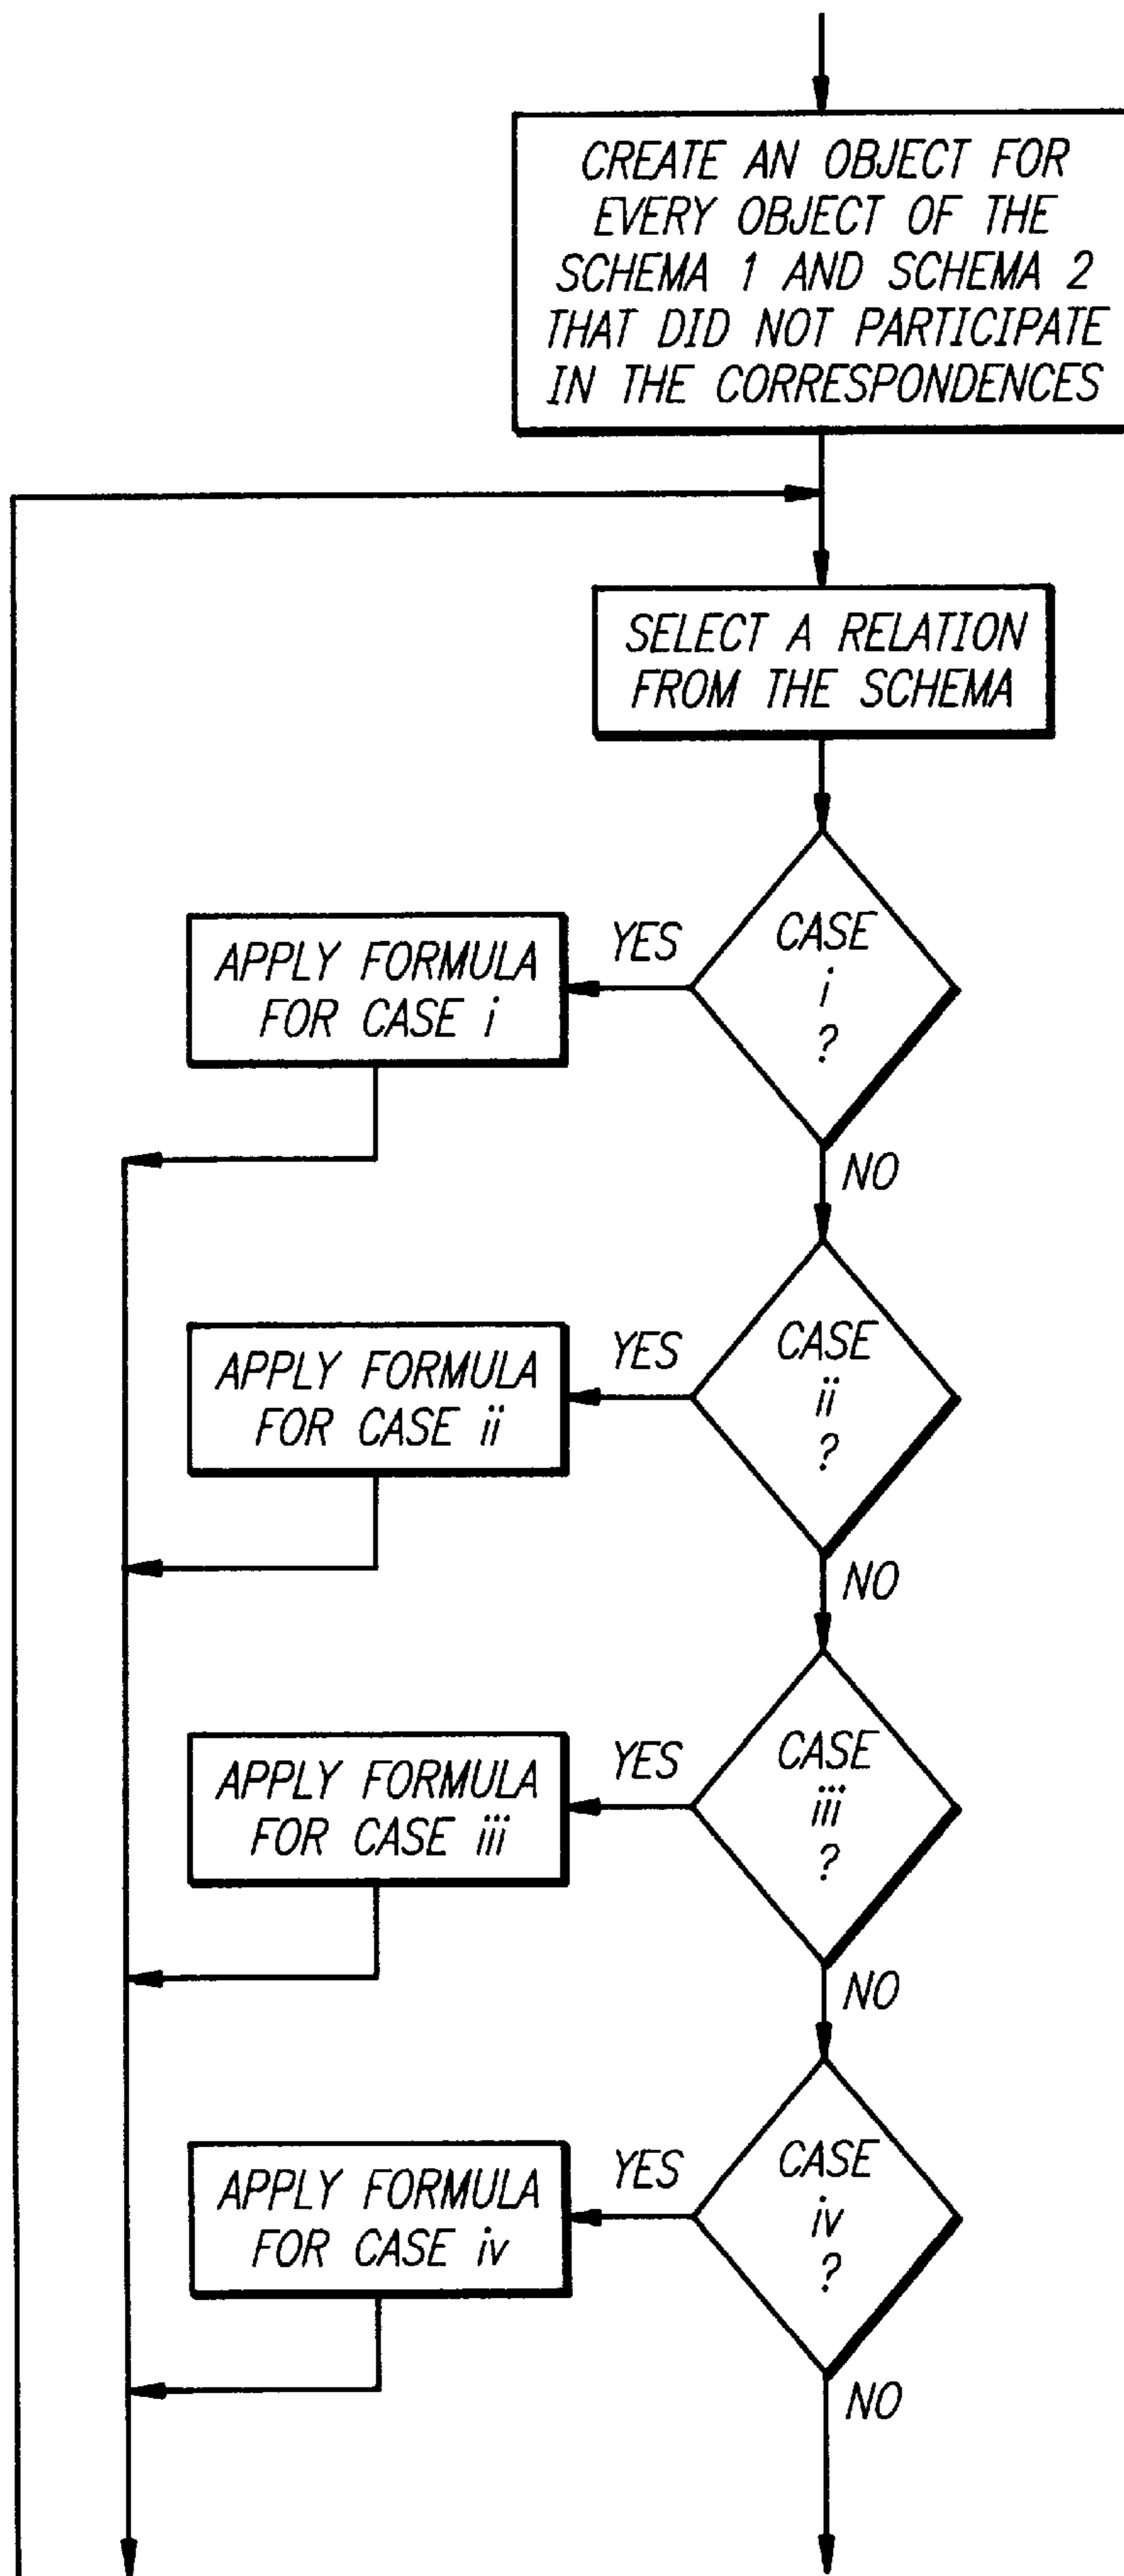 CREATE AN OBJECT FOR
EVERY OBJECT OF THE
SCHEMA 1 AND SCHEMA 2
THAT DID NOT PARTICIPATE
IN THE CORRESPONDENCES
SELECT A RELATION
FROM THE SCHEMA
CASE
i
?
YES
APPLY FORMULA
FOR CASE i
NO
CASE
ii
?
YES
APPLY FORMULA
FOR CASE ii
NO
CASE
iii
?
YES
APPLY FORMULA
FOR CASE iii
NO
CASE
iv
?
YES
APPLY FORMULA
FOR CASE iv
NO